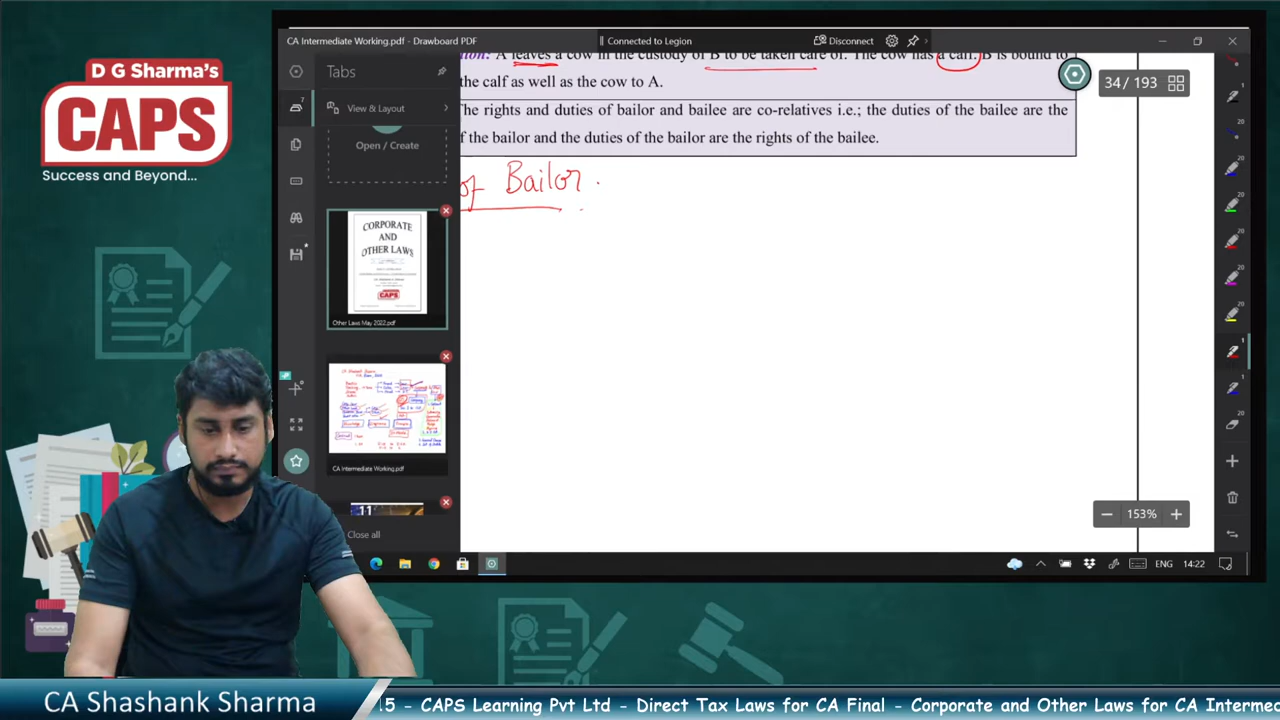 D G SHARMA's
CAPS
Success and Beyond...
CA Intermediate Working.pdf - Drawboard PDF
Connected to Legion
Disconnect
Tabs
View & Layout
Open / Create
34 / 193
A leaves a cow in the custody of B to be taken care of. The cow has a calf. B is bound to
the calf as well as the cow to A.
The rights and duties of bailor and bailee are co-relatives i.e.; the duties of the bailee are the
f the bailor and the duties of the bailor are the rights of the bailee.
of Bailor.
CORPORATE
AND
OTHER LAWS
CAPS
Other Laws May 2022.pdf
CA Intermediate Working.pdf
Close all
153%
ENG
14:22
CA Shashank Sharma
15 - CAPS Learning Pvt Ltd - Direct Tax Laws for CA Final - Corporate and Other Laws for CA Intermed